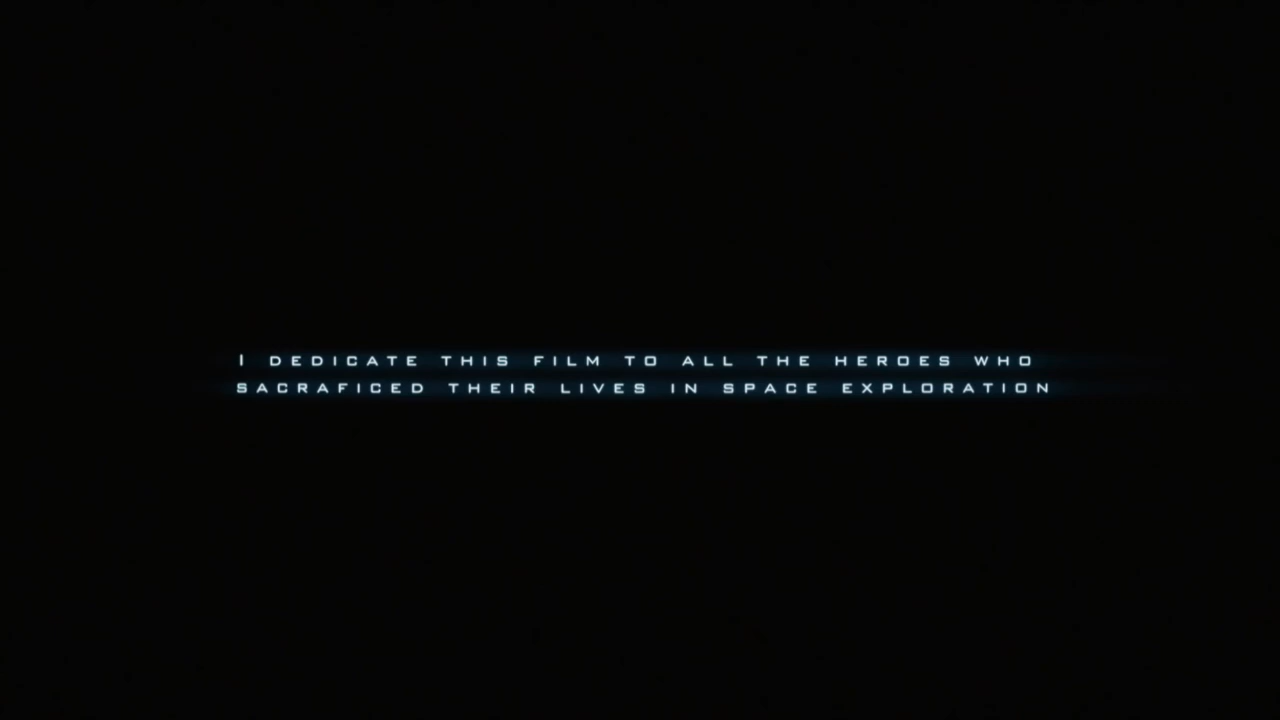 I DEDICATE THIS FILM TO ALL THE HEROES WHO
SACRAFICED THEIR LIVES IN SPACE EXPLORATION